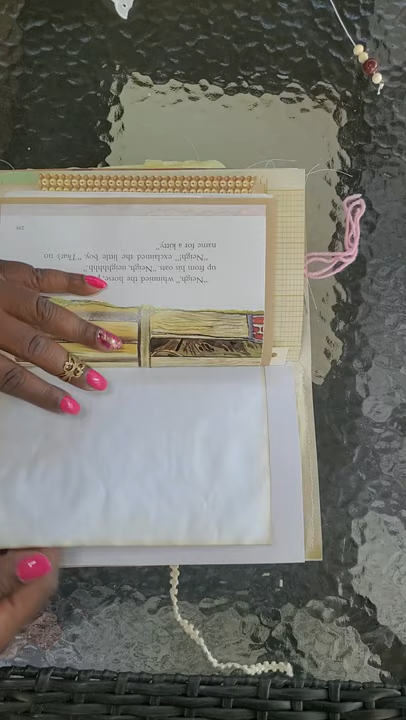 "Neigh," whinnied the horse,
up from his oats. "Neigh, neighhhh."
"Neigh!" exclaimed the little boy. "That's no
name for a kitty."